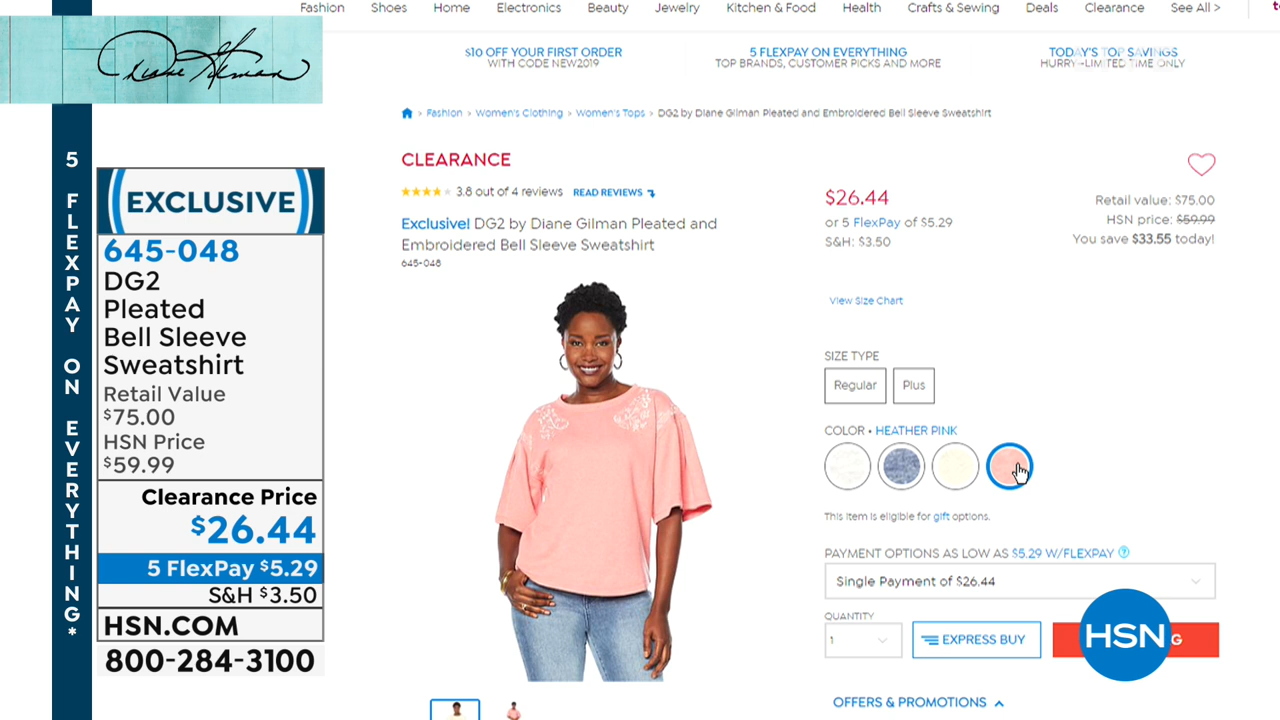 Fashion Shoes Home Electronics Beauty Jewelry Kitchen & Food Health Crafts & Sewing Deals Clearance See All >
Diane Gilman
$10 OFF YOUR FIRST ORDER
WITH CODE NEW2019
5 FLEXPAY ON EVERYTHING
TOP BRANDS, CUSTOMER PICKS AND MORE
TODAY'S TOP SAVINGS
HURRY–LIMITED TIME ONLY
5 FLEXPAY ON EVERYTHING*
EXCLUSIVE
645-048
DG2
Pleated
Bell Sleeve
Sweatshirt
Retail Value
$75.00
HSN Price
$59.99
Clearance Price
$26.44
5 FlexPay $5.29
S&H $3.50
HSN.COM
800-284-3100
> Fashion > Women's Clothing > Women's Tops > DG2 by Diane Gilman Pleated and Embroidered Bell Sleeve Sweatshirt
CLEARANCE
3.8 out of 4 reviews READ REVIEWS
Exclusive! DG2 by Diane Gilman Pleated and
Embroidered Bell Sleeve Sweatshirt
645-048
$26.44
or 5 FlexPay of $5.29
S&H: $3.50
Retail value: $75.00
HSN price: $59.99
You save $33.55 today!
View Size Chart
SIZE TYPE
Regular Plus
COLOR • HEATHER PINK
This item is eligible for gift options.
PAYMENT OPTIONS AS LOW AS $5.29 W/FLEXPAY ?
Single Payment of $26.44
QUANTITY
1
EXPRESS BUY
HSN
G
OFFERS & PROMOTIONS